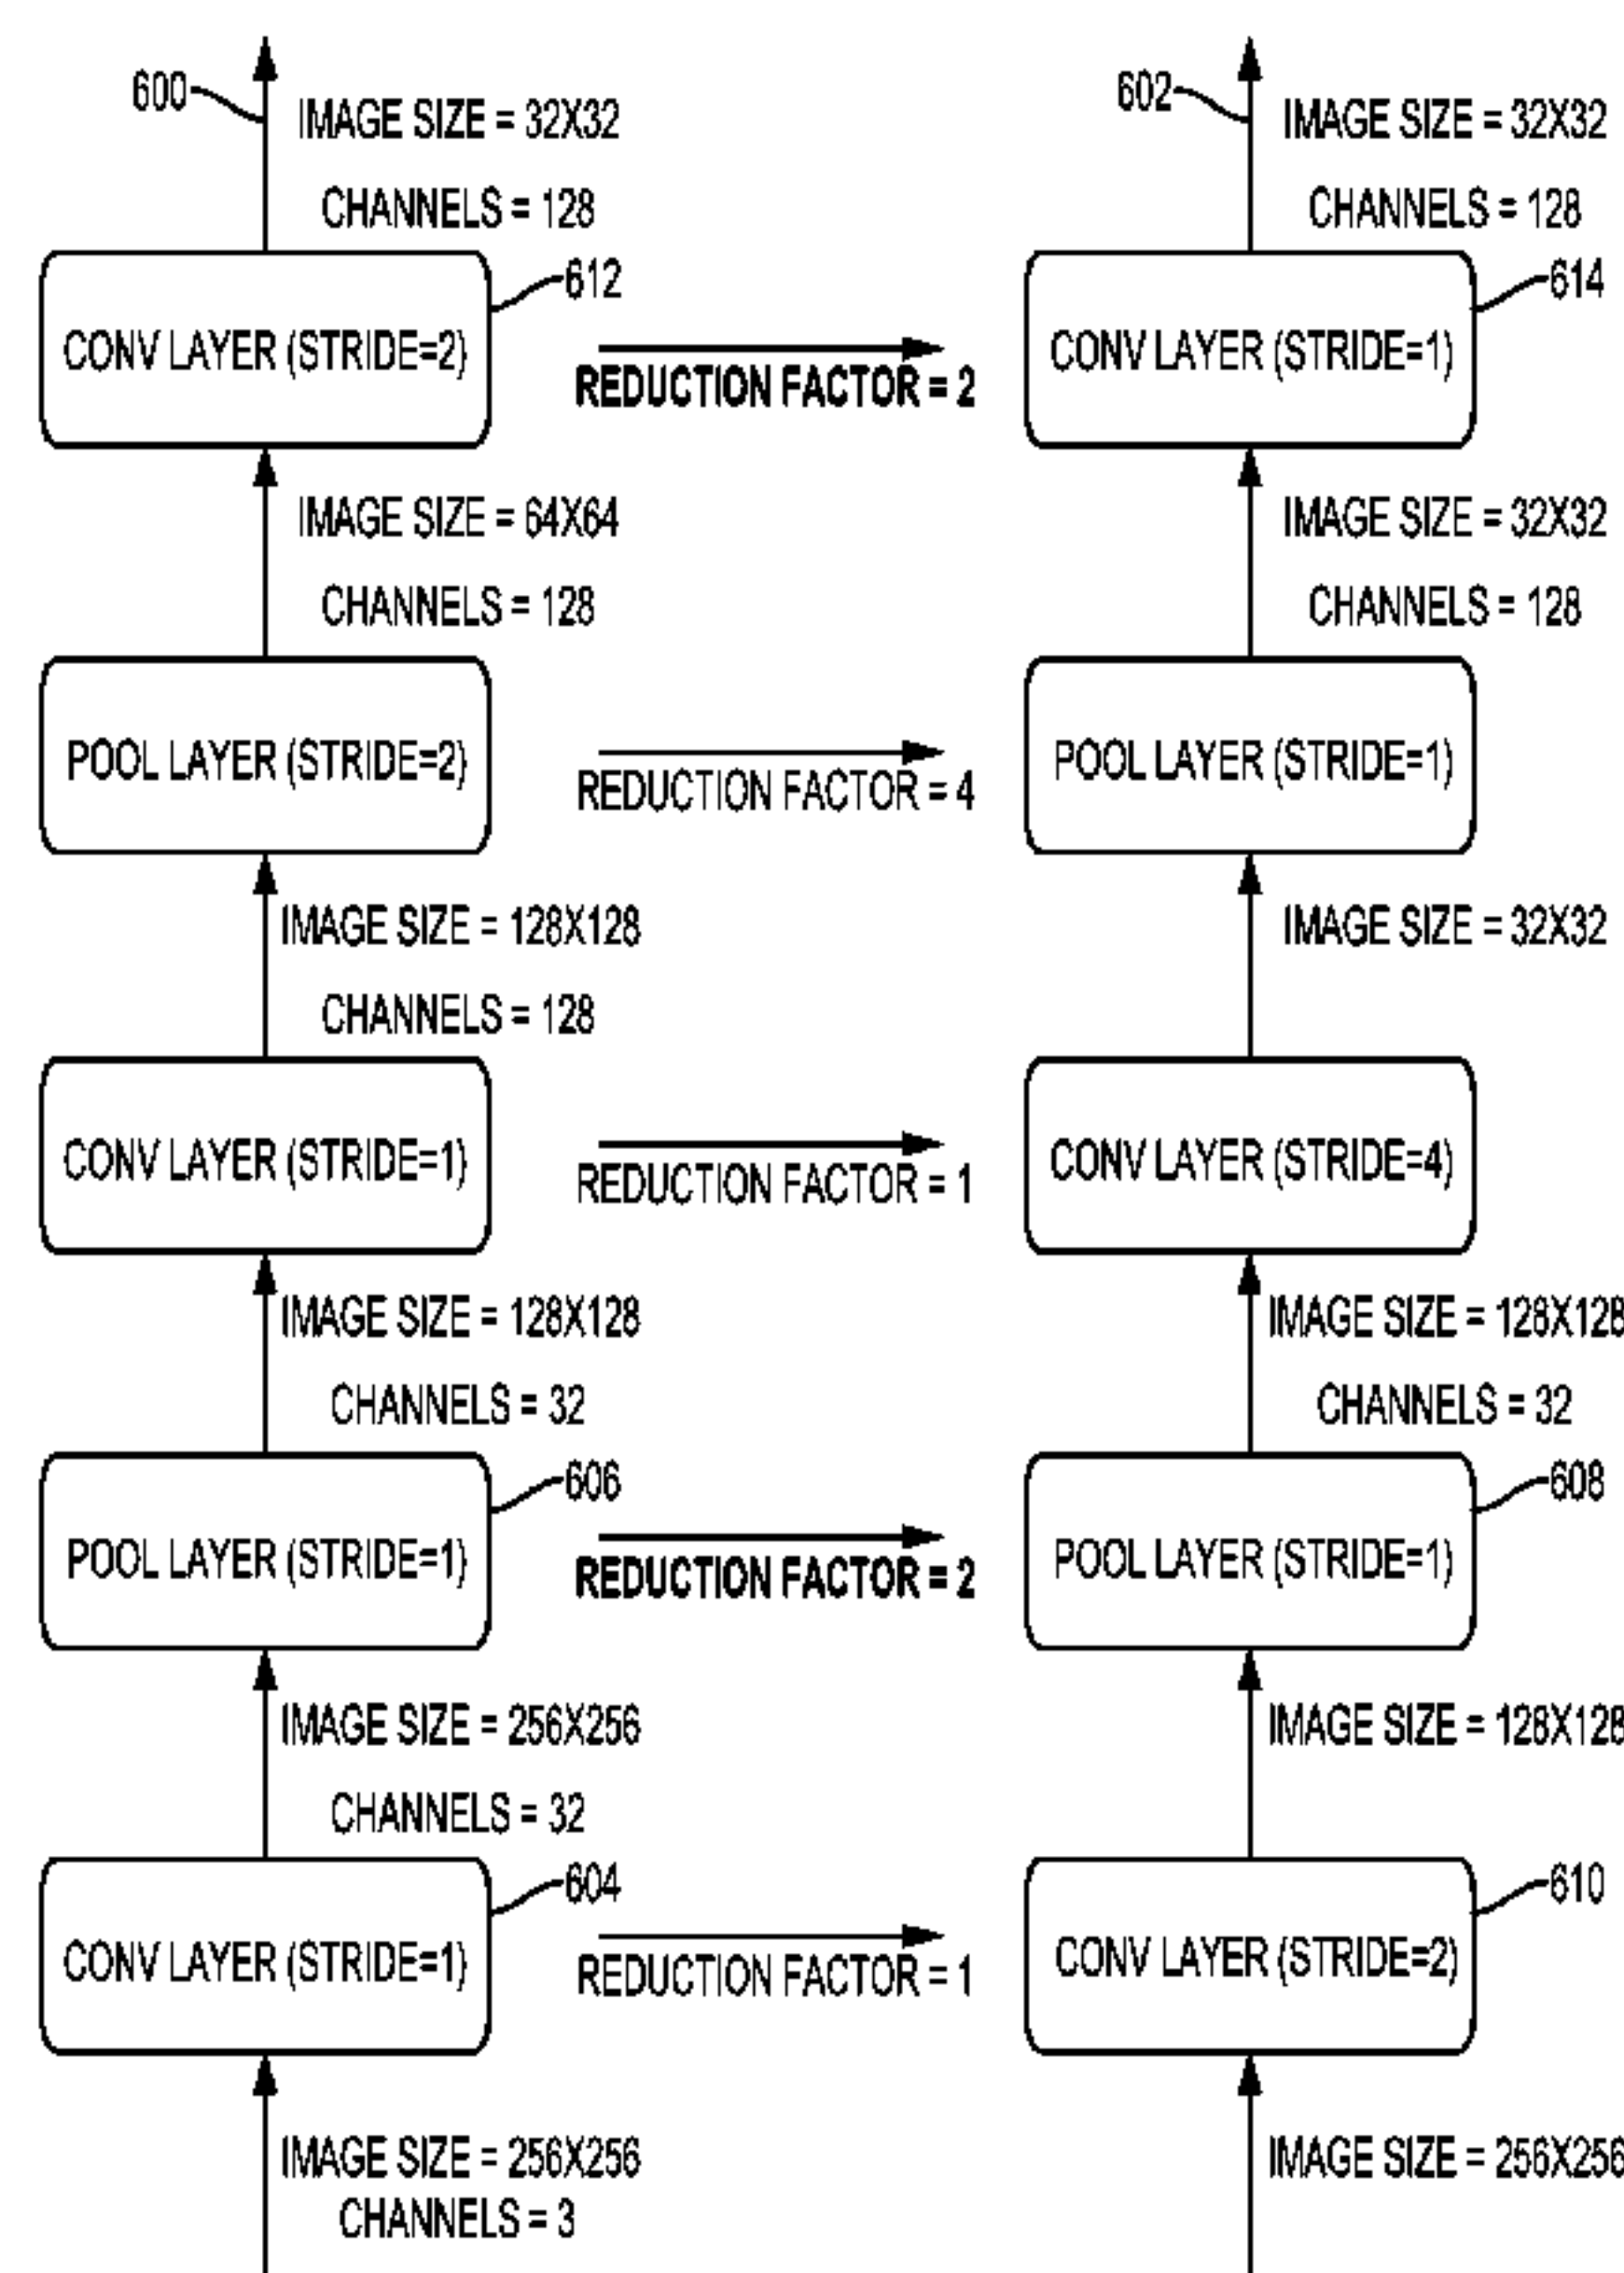 600
IMAGE SIZE = 32X32
CHANNELS = 128
602
IMAGE SIZE = 32X32
CHANNELS = 128
612
CONV LAYER (STRIDE=2)
REDUCTION FACTOR = 2
614
CONV LAYER (STRIDE=1)
IMAGE SIZE = 64X64
CHANNELS = 128
IMAGE SIZE = 32X32
CHANNELS = 128
POOL LAYER (STRIDE=2)
REDUCTION FACTOR = 4
POOL LAYER (STRIDE=1)
IMAGE SIZE = 128X128
CHANNELS = 128
IMAGE SIZE = 32X32
CONV LAYER (STRIDE=1)
REDUCTION FACTOR = 1
CONV LAYER (STRIDE=4)
IMAGE SIZE = 128X128
CHANNELS = 32
IMAGE SIZE = 128X128
CHANNELS = 32
606
POOL LAYER (STRIDE=1)
REDUCTION FACTOR = 2
608
POOL LAYER (STRIDE=1)
IMAGE SIZE = 256X256
CHANNELS = 32
IMAGE SIZE = 128X128
604
CONV LAYER (STRIDE=1)
REDUCTION FACTOR = 1
610
CONV LAYER (STRIDE=2)
IMAGE SIZE = 256X256
CHANNELS = 3
IMAGE SIZE = 256X256